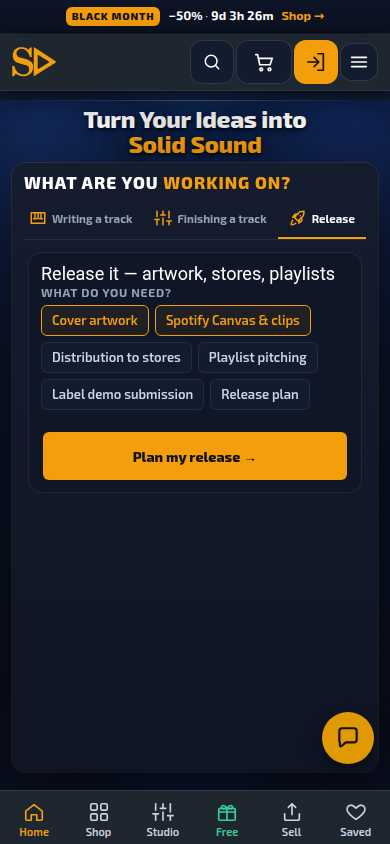 BLACK MONTH −50% · 9d 3h 26m Shop →
SD
Turn Your Ideas into
Solid Sound
WHAT ARE YOU WORKING ON?
Writing a track Finishing a track Release
Release it — artwork, stores, playlists
WHAT DO YOU NEED?
Cover artwork Spotify Canvas & clips
Distribution to stores Playlist pitching
Label demo submission Release plan
Plan my release →
Home Shop Studio Free Sell Saved